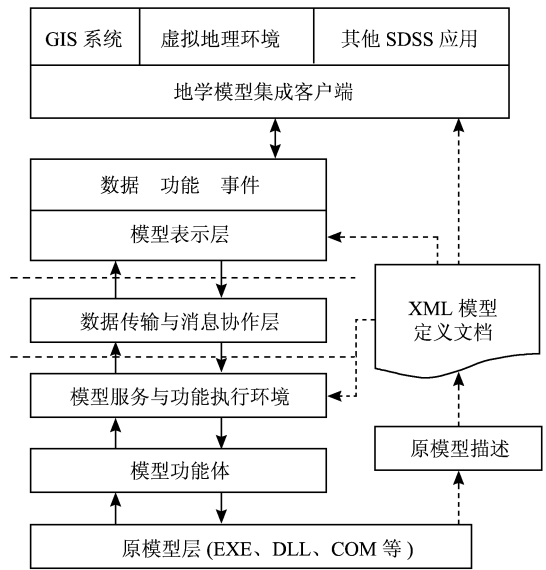 GIS 系统
虚拟地理环境
其他 SDSS 应用
地学模型集成客户端
数据 功能 事件
模型表示层
XML 模型
定义文档
数据传输与消息协作层
模型服务与功能执行环境
原模型描述
模型功能体
原模型层 (EXE、DLL、COM 等 )